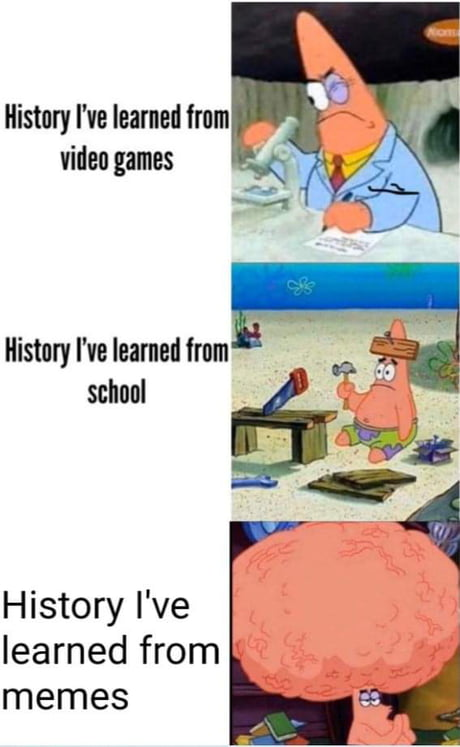 History I've learned from
video games
History I've learned from
school
History I've
learned from
memes